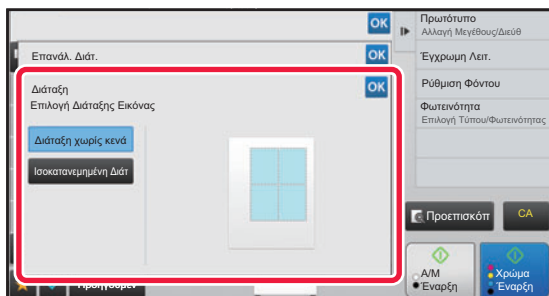 OK
Πρωτότυπο
Αλλαγή Μεγέθους/Διεύθ
Επανάλ. Διάτ.
OK
Έγχρωμη Λειτ.
Διάταξη
OK
Επιλογή Διάταξης Εικόνας
Ρύθμιση Φόντου
Φωτεινότητα
Επιλογή Τύπου/Φωτεινότητας
Διάταξη χωρίς κενά
Ισοκατανεμημένη Διάτ
Προεπισκόπ
CA
Α/Μ
Έναρξη
Χρώμα
Έναρξη